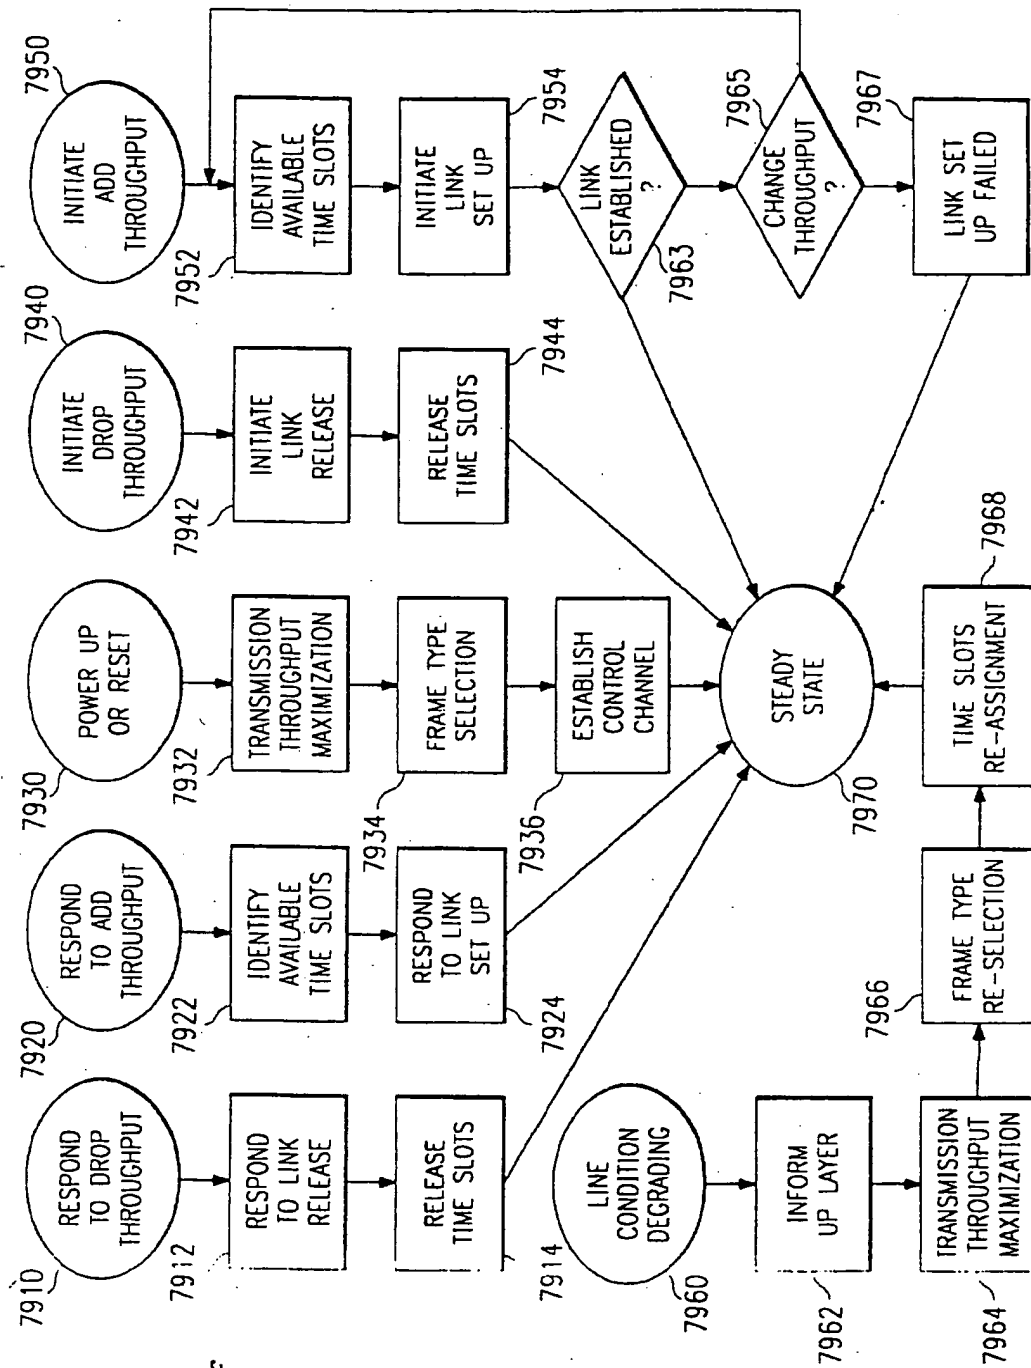 7910
RESPOND
TO DROP
THROUGHPUT
7912
RESPOND
TO LINK
RELEASE
7914
RELEASE
TIME SLOTS
7920
RESPOND
TO ADD
THROUGHPUT
7922
IDENTIFY
AVAILABLE
TIME SLOTS
7924
RESPOND
TO LINK
SET UP
7930
POWER UP
OR RESET
7932
TRANSMISSION
THROUGHPUT
MAXIMIZATION
7934
FRAME TYPE
SELECTION
7936
ESTABLISH
CONTROL
CHANNEL
7940
INITIATE
DROP
THROUGHPUT
7942
INITIATE
LINK
RELEASE
7944
RELEASE
TIME SLOTS
7950
INITIATE
ADD
THROUGHPUT
7952
IDENTIFY
AVAILABLE
TIME SLOTS
7954
INITIATE
LINK
SET UP
LINK
ESTABLISHED
?
7963
7965
CHANGE
THROUGHPUT
?
7967
LINK SET
UP FAILED
7960
LINE
CONDITION
DEGRADING
7962
INFORM
UP LAYER
7964
TRANSMISSION
THROUGHPUT
MAXIMIZATION
7966
FRAME TYPE
RE-SELECTION
7968
TIME SLOTS
RE-ASSIGNMENT
7970
STEADY
STATE